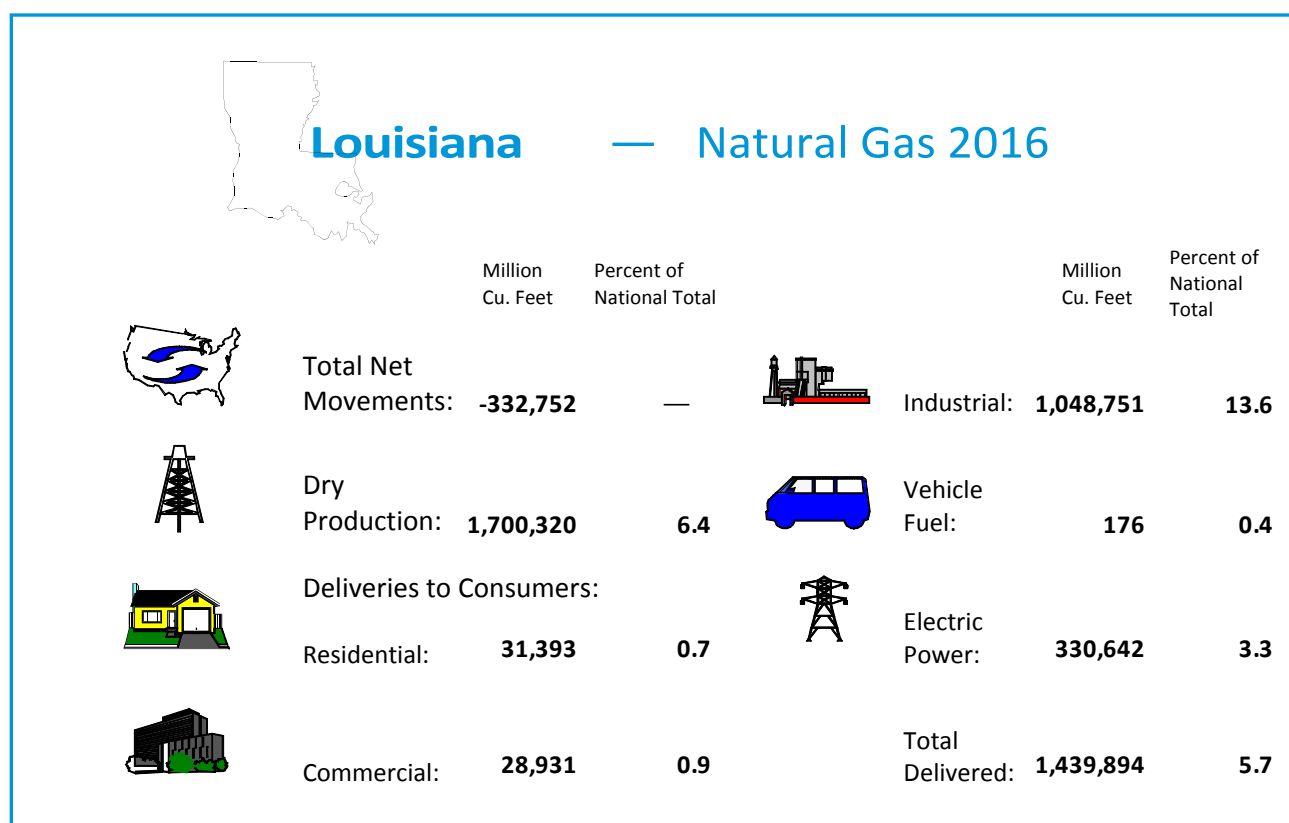 Louisiana — Natural Gas 2016
Million
Cu. Feet
Percent of
National Total
Total Net
Movements: -332,752 —
Dry
Production: 1,700,320 6.4
Deliveries to Consumers:
Residential: 31,393 0.7
Commercial: 28,931 0.9
Million
Cu. Feet
Percent of
National
Total
Industrial: 1,048,751 13.6
Vehicle
Fuel: 176 0.4
Electric
Power: 330,642 3.3
Total
Delivered: 1,439,894 5.7